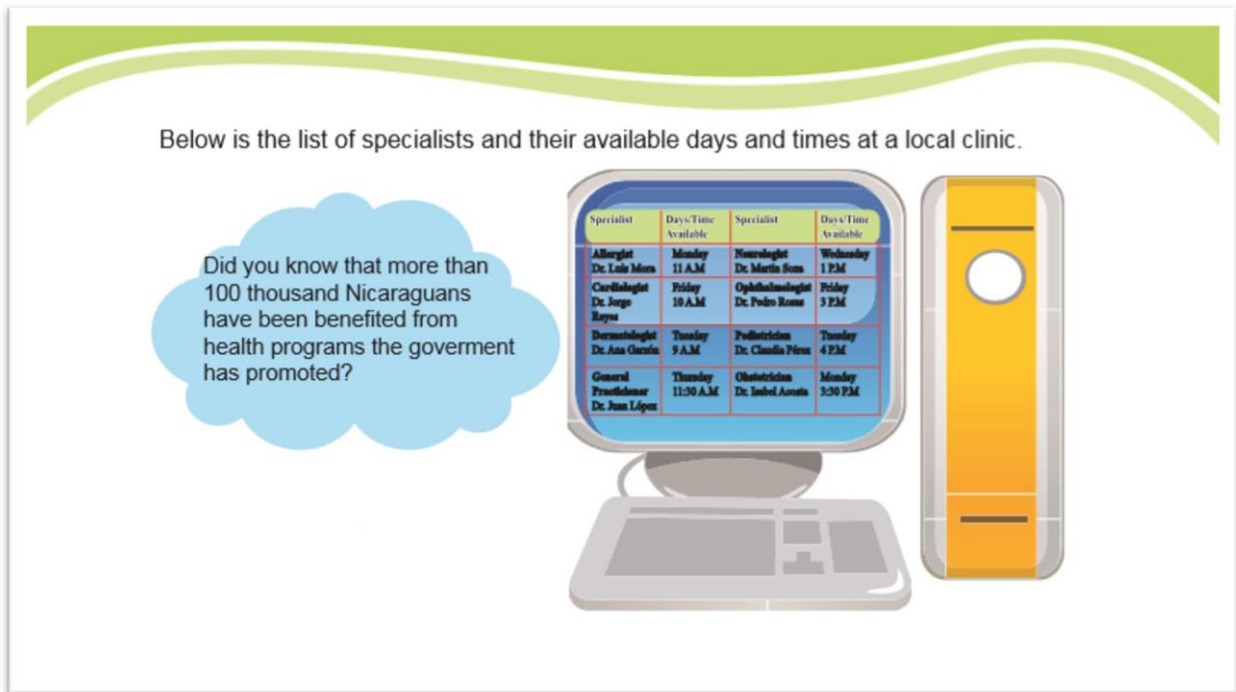 Below is the list of specialists and their available days and times at a local clinic.
Did you know that more than
100 thousand Nicaraguans
have been benefited from
health programs the goverment
has promoted?
Specialist Days/Time Specialist Days/Time
Available Available
Allergist Monday Neurologist Wednesday
Dr. Luis Mora 11 A.M Dr. Martin 1 P.M
Cardiologist Friday Ophthalmologist Friday
Dr. Jorge 10 A.M Dr. Pedro Rosas 3 P.M
Reyes
Dermatologist Tuesday Tuesday
Dr. Ana Garzón 9 A.M Dr. Claudia Pérez 4 P.M
General Thursday Obstetrician Monday
Practicioner 11:30 A.M Dr. Isabel Acosta 3:30 P.M
Dr. Juan López